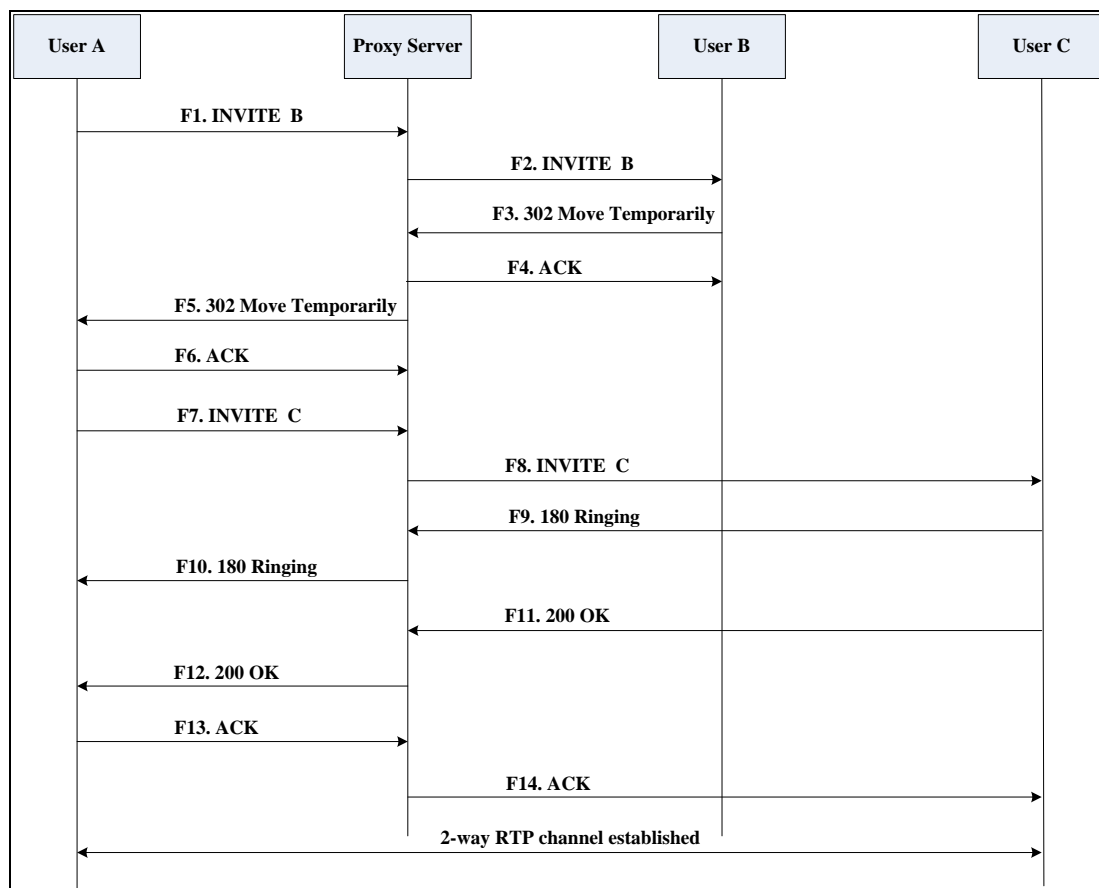 User A
Proxy Server
User B
User C
F1. INVITE B
F2. INVITE B
F3. 302 Move Temporarily
F4. ACK
F5. 302 Move Temporarily
F6. ACK
F7. INVITE C
F8. INVITE C
F9. 180 Ringing
F10. 180 Ringing
F11. 200 OK
F12. 200 OK
F13. ACK
F14. ACK
2-way RTP channel established